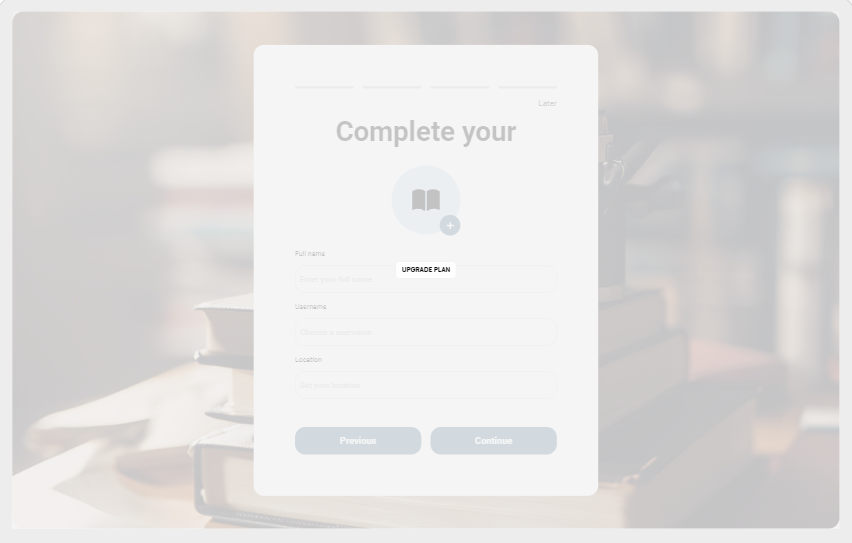 Later
Complete your
Full name
Enter your full name
UPGRADE PLAN
Username
Choose a username
Location
Set your location
Previous
Continue